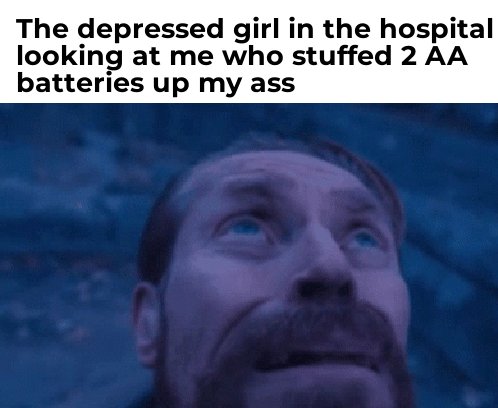 The depressed girl in the hospital
looking at me who stuffed 2 AA
batteries up my ass